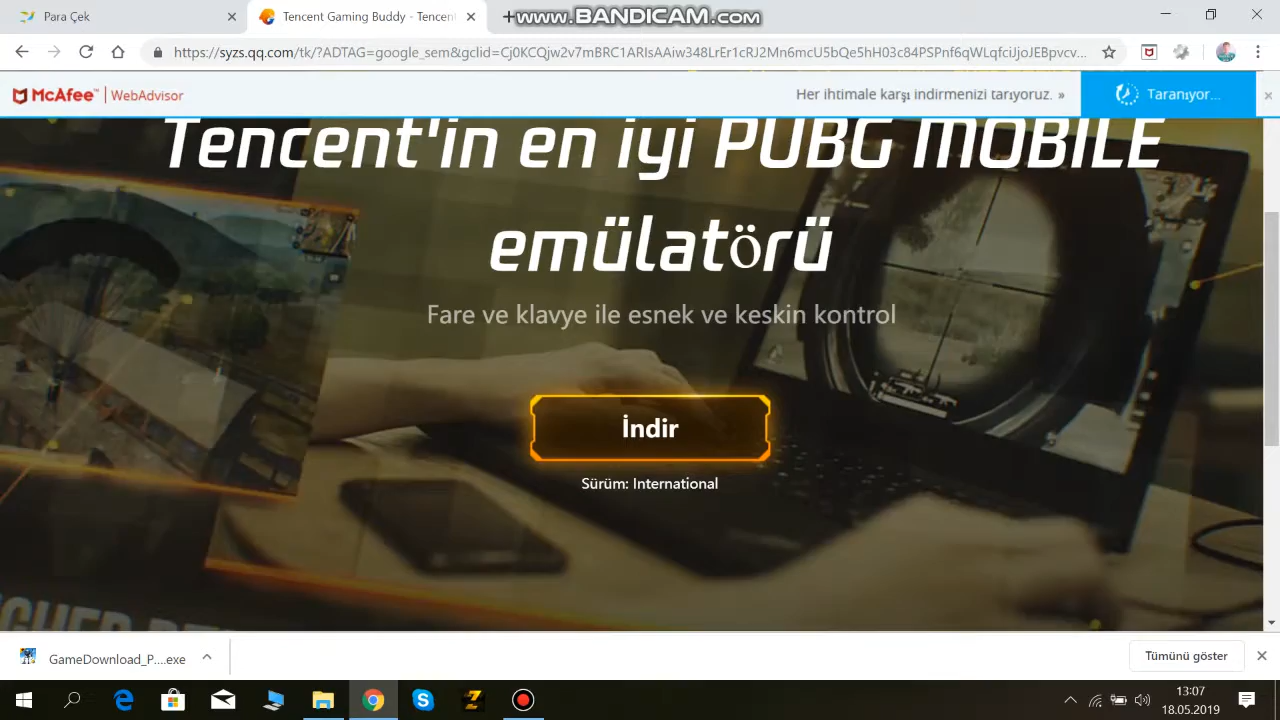 Para Çek
Tencent Gaming Buddy - Tencent
www.BANDICAM.com
https://syzs.qq.com/tk/?ADTAG=google_sem&gclid=Cj0KCQjw2v7mBRC1ARIsAAiw348LrEr1cRJ2Mn6mcU5bQe5hH03c84PSPnf6qWLqfciJjoJEBpvcv...
McAfee™ | WebAdvisor
Her ihtimale karşı indirmenizi tarıyoruz. »
Taranıyor...
Tencent'in en iyi PUBG MOBILE
emülatörü
Fare ve klavye ile esnek ve keskin kontrol
İndir
Sürüm: International
GameDownload_P....exe
Tümünü göster
13:07
18.05.2019